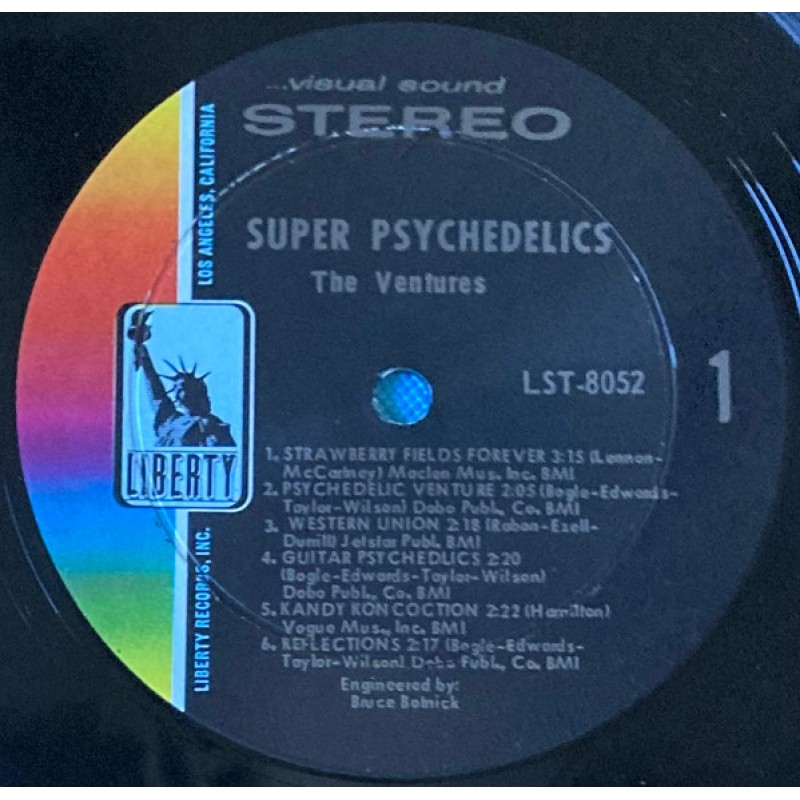 ...visual sound
STEREO
LOS ANGELES, CALIFORNIA
SUPER PSYCHEDELICS
The Ventures
LIBERTY
LST-8052
1
1. STRAWBERRY FIELDS FOREVER 3:15 (Lennon-
McCartney) Maclen Mus. Inc. BMI
2. PSYCHEDELIC VENTURE 2:05 (Bogle-Edwards-
Taylor-Wilson) Dobo Publ., Co. BMI
3. WESTERN UNION 2:18 (Raban-Ezell-
Durrill) Jetstar Publ. BMI
4. GUITAR PSYCHEDLICS 2:20
(Bogle-Edwards-Taylor-Wilson)
Dobo Publ., Co. BMI
5. KANDY KONCOCTION 2:22 (Hamilton)
Vogue Mus., Inc. BMI
6. REFLECTIONS 2:17 (Bogle-Edwards-
Taylor-Wilson) Dobo Publ., Co. BMI
Engineered by:
Bruce Botnick
LIBERTY RECORDS, INC.